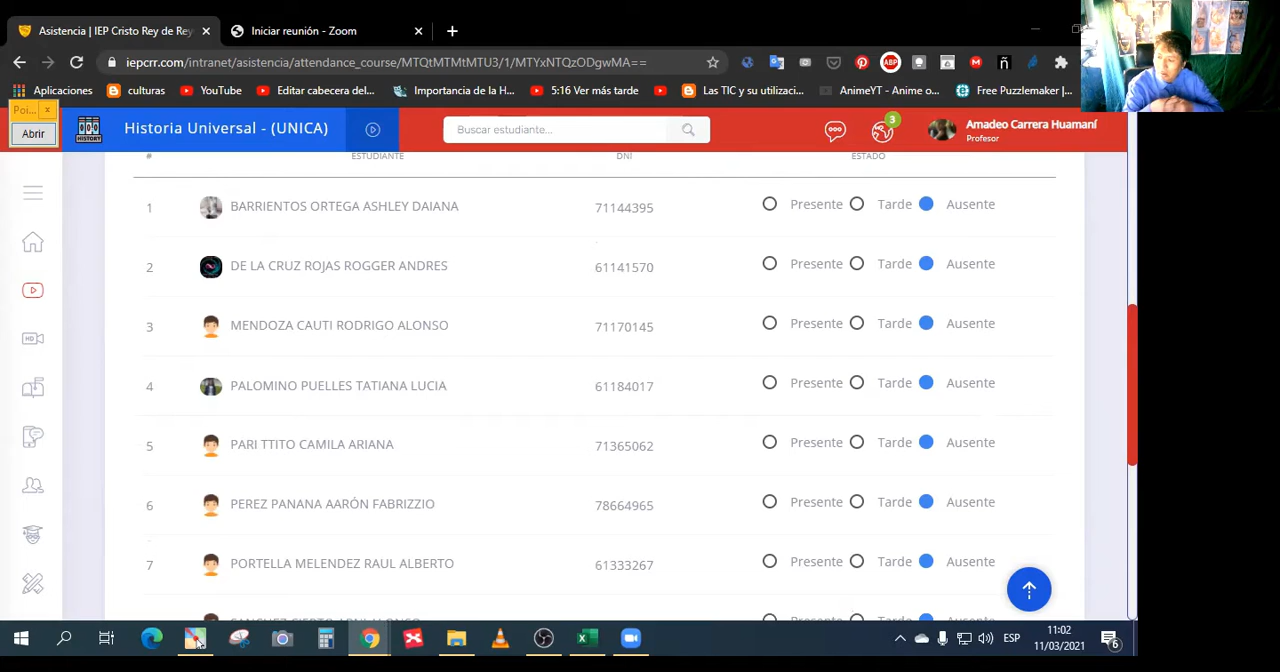 Asistencia | IEP Cristo Rey de Rey
Iniciar reunión - Zoom
iepcrr.com/intranet/asistencia/attendance_course/MTQtMTMtMTU3/1/MTYxNTQzODgwMA==
Aplicaciones
culturas
YouTube
Editar cabecera del...
Importancia de la H...
5:16 Ver más tarde
Las TIC y su utilizaci...
AnimeYT - Anime o...
Free Puzzlemaker |...
Poi...
Abrir
HISTORY
Historia Universal - (UNICA)
Buscar estudiante...
3
Amadeo Carrera Huamaní
Profesor
# ESTUDIANTE DNI ESTADO
1 BARRIENTOS ORTEGA ASHLEY DAIANA 71144395 Presente Tarde Ausente
2 DE LA CRUZ ROJAS ROGGER ANDRES 61141570 Presente Tarde Ausente
3 MENDOZA CAUTI RODRIGO ALONSO 71170145 Presente Tarde Ausente
4 PALOMINO PUELLES TATIANA LUCIA 61184017 Presente Tarde Ausente
5 PARI TTITO CAMILA ARIANA 71365062 Presente Tarde Ausente
6 PEREZ PANANA AARÓN FABRIZZIO 78664965 Presente Tarde Ausente
7 PORTELLA MELENDEZ RAUL ALBERTO 61333267 Presente Tarde Ausente
ESP
11:02
11/03/2021
6